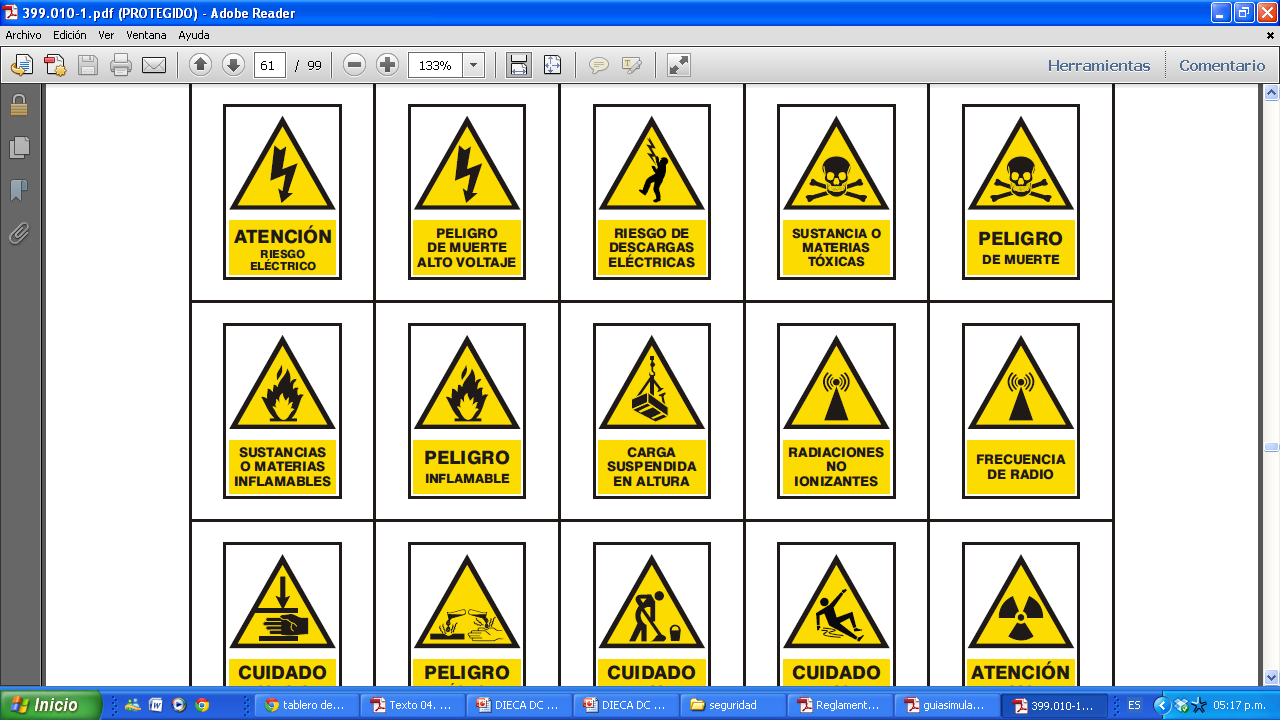 399.010-1.pdf (PROTEGIDO) - Adobe Reader
Archivo Edición Ver Ventana Ayuda
61 / 99 133% Herramientas Comentario
ATENCIÓN
RIESGO
ELÉCTRICO
PELIGRO
DE MUERTE
ALTO VOLTAJE
RIESGO DE
DESCARGAS
ELÉCTRICAS
SUSTANCIA O
MATERIAS
TÓXICAS
PELIGRO
DE MUERTE
SUSTANCIAS
O MATERIAS
INFLAMABLES
PELIGRO
INFLAMABLE
CARGA
SUSPENDIDA
EN ALTURA
RADIACIONES
NO
IONIZANTES
FRECUENCIA
DE RADIO
CUIDADO
PELIGRO
CUIDADO
CUIDADO
ATENCIÓN
Inicio tablero de... Texto 04. ... DIECA DC ... DIECA DC ... seguridad Reglament... guiasimula... 399.010-1... ES 05:17 p.m.